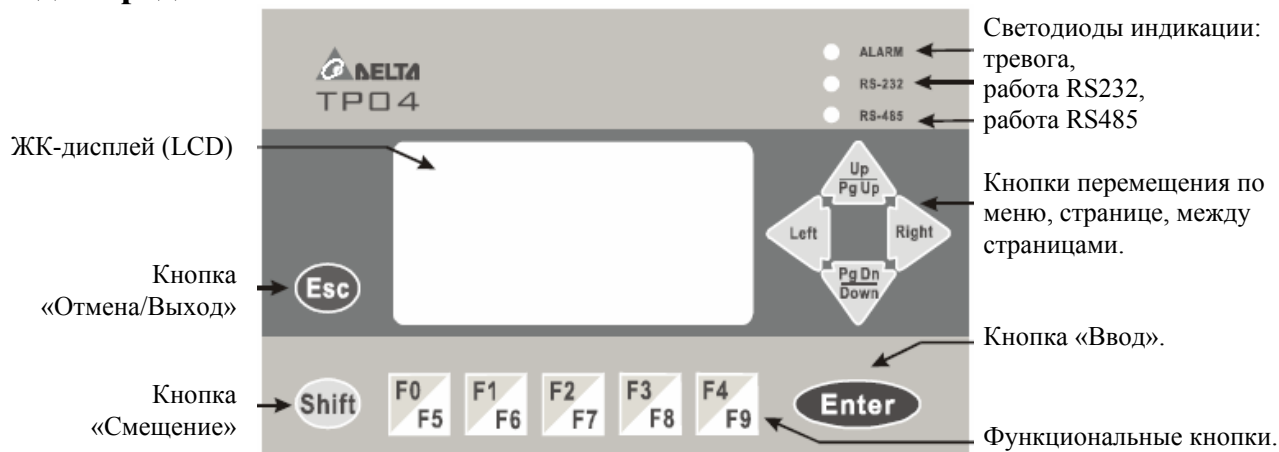 DELTA
TP04
ALARM
RS-232
RS-485
Светодиоды индикации:
тревога,
работа RS232,
работа RS485
ЖК-дисплей (LCD)
Up
Pg Up
Left
Right
Pg Dn
Down
Кнопки перемещения по
меню, странице, между
страницами.
Кнопка
«Отмена/Выход»
Esc
Кнопка «Ввод».
Кнопка
«Смещение»
Shift
F0
F5
F1
F6
F2
F7
F3
F8
F4
F9
Enter
Функциональные кнопки.